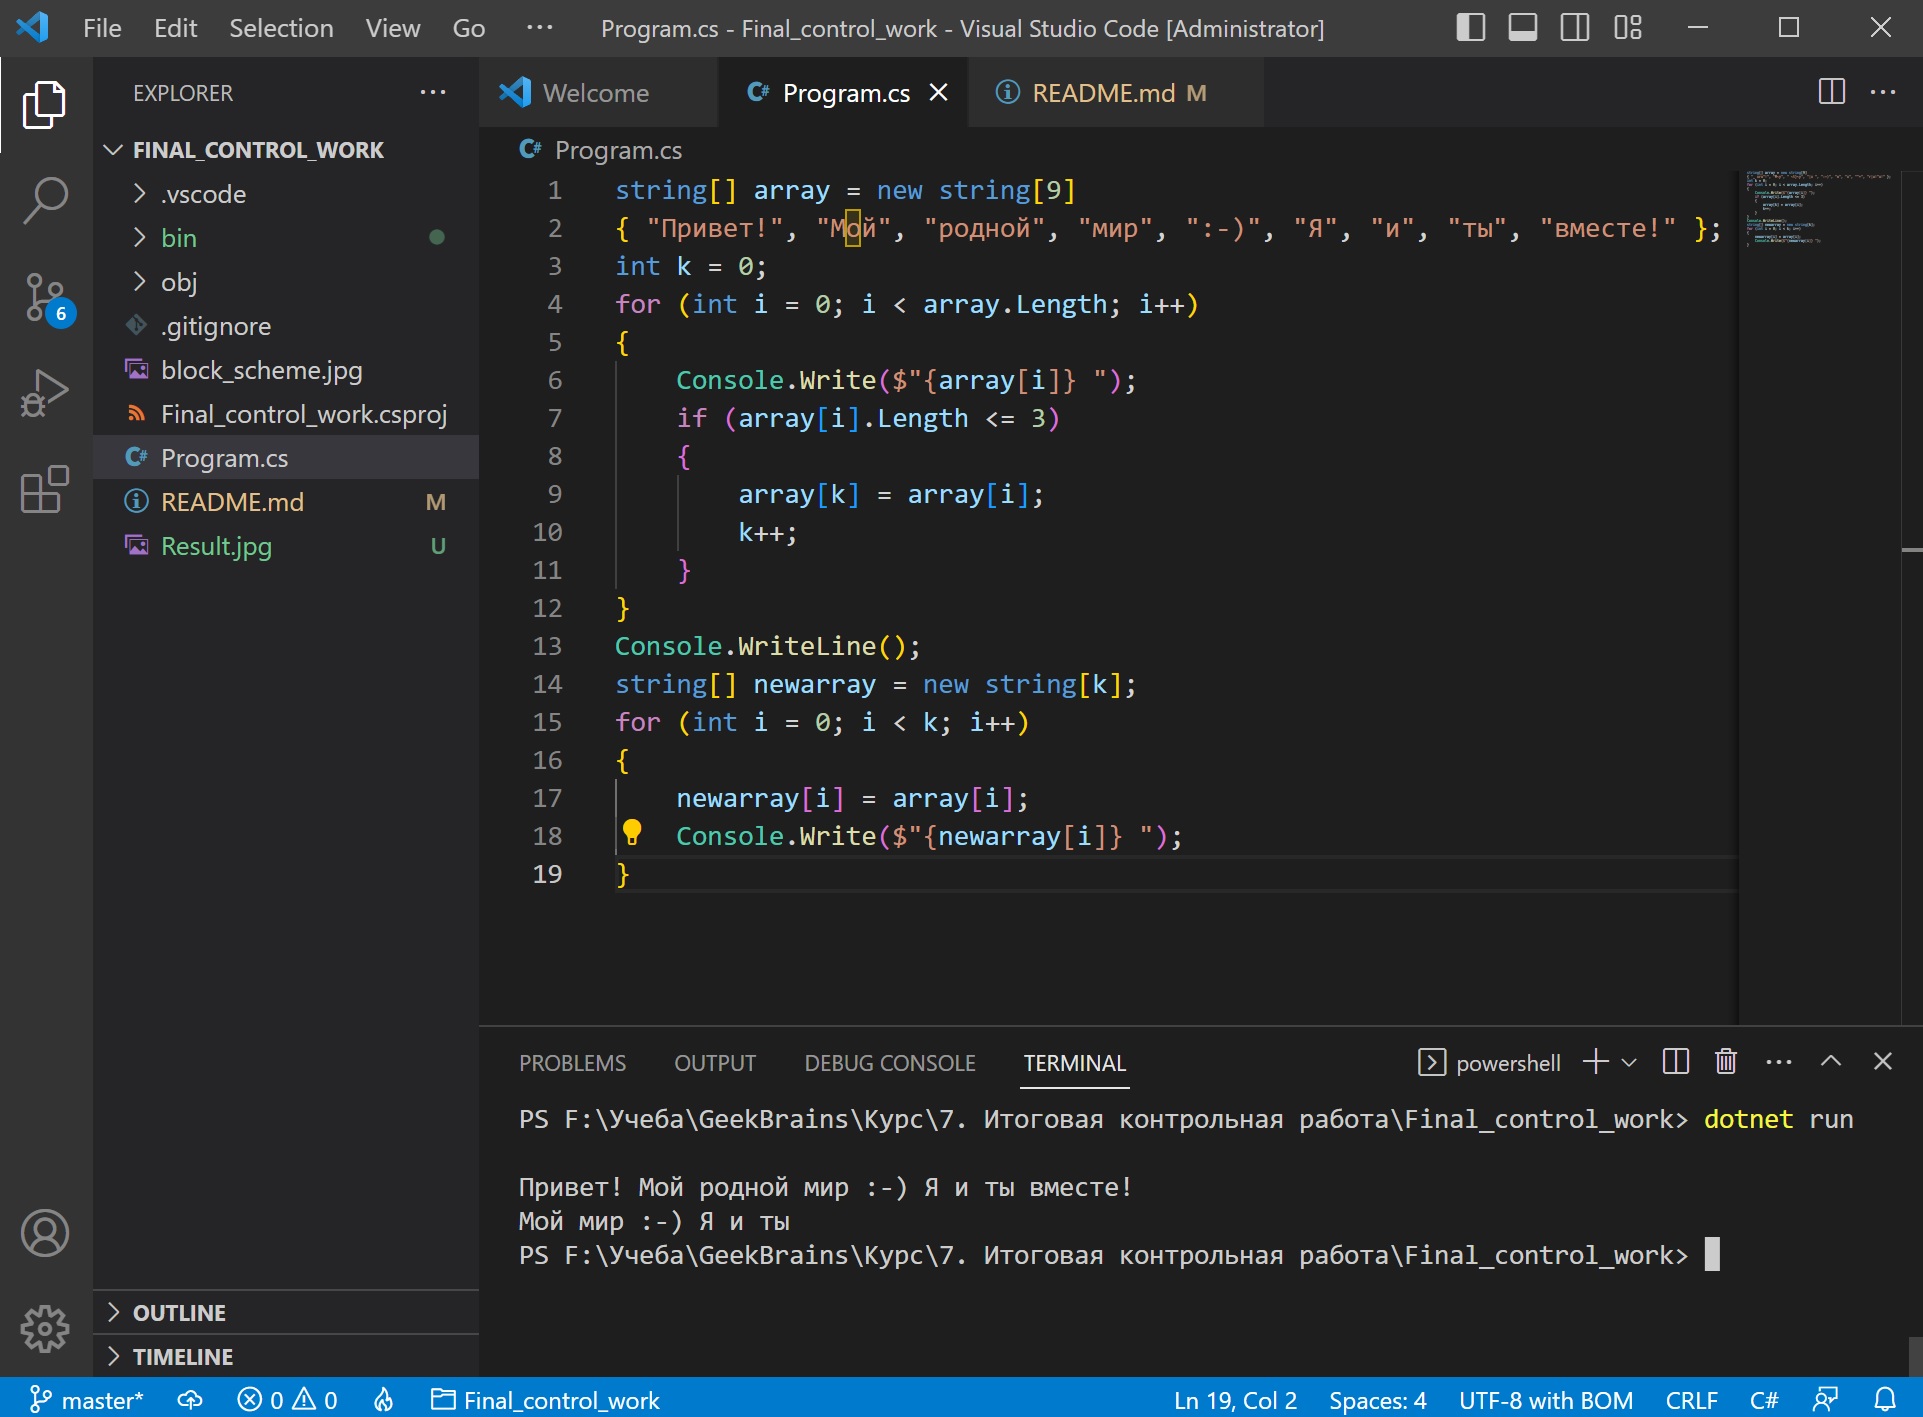 File Edit Selection View Go ··· Program.cs - Final_control_work - Visual Studio Code [Administrator]
EXPLORER ···
FINAL_CONTROL_WORK
.vscode
bin
obj
.gitignore
block_scheme.jpg
Final_control_work.csproj
Program.cs
README.md M
Result.jpg U
OUTLINE
TIMELINE
6
Welcome Program.cs README.md M
Program.cs
1 string[] array = new string[9]
2 { "Привет!", "Мой", "родной", "мир", ":-)", "Я", "и", "ты", "вместе!" };
3 int k = 0;
4 for (int i = 0; i < array.Length; i++)
5 {
6 Console.Write($"{array[i]} ");
7 if (array[i].Length <= 3)
8 {
9 array[k] = array[i];
10 k++;
11 }
12 }
13 Console.WriteLine();
14 string[] newarray = new string[k];
15 for (int i = 0; i < k; i++)
16 {
17 newarray[i] = array[i];
18 Console.Write($"{newarray[i]} ");
19 }
PROBLEMS OUTPUT DEBUG CONSOLE TERMINAL powershell
PS F:\Учеба\GeekBrains\Курс\7. Итоговая контрольная работа\Final_control_work> dotnet run
Привет! Мой родной мир :-) Я и ты вместе!
Мой мир :-) Я и ты
PS F:\Учеба\GeekBrains\Курс\7. Итоговая контрольная работа\Final_control_work>
master* 0 0 Final_control_work Ln 19, Col 2 Spaces: 4 UTF-8 with BOM CRLF C#